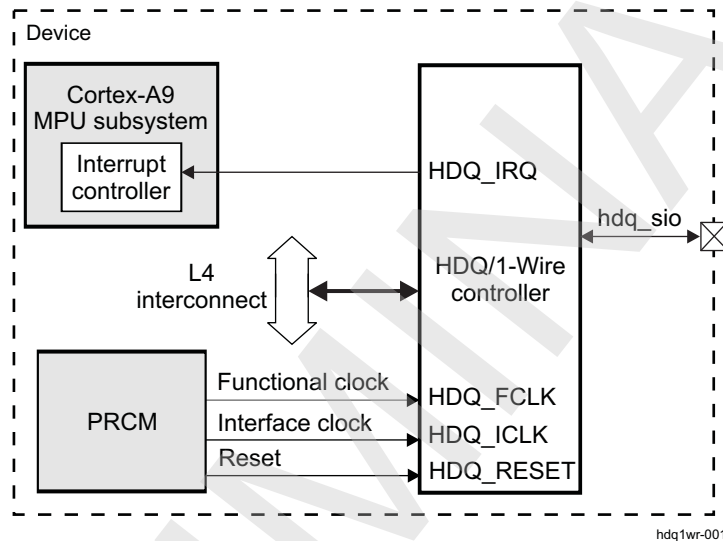 Device
Cortex-A9
MPU subsystem
Interrupt
controller
HDQ_IRQ
hdq_sio
L4
interconnect
HDQ/1-Wire
controller
PRCM
Functional clock
HDQ_FCLK
Interface clock
HDQ_ICLK
Reset
HDQ_RESET
hdq1wr-001
MINA